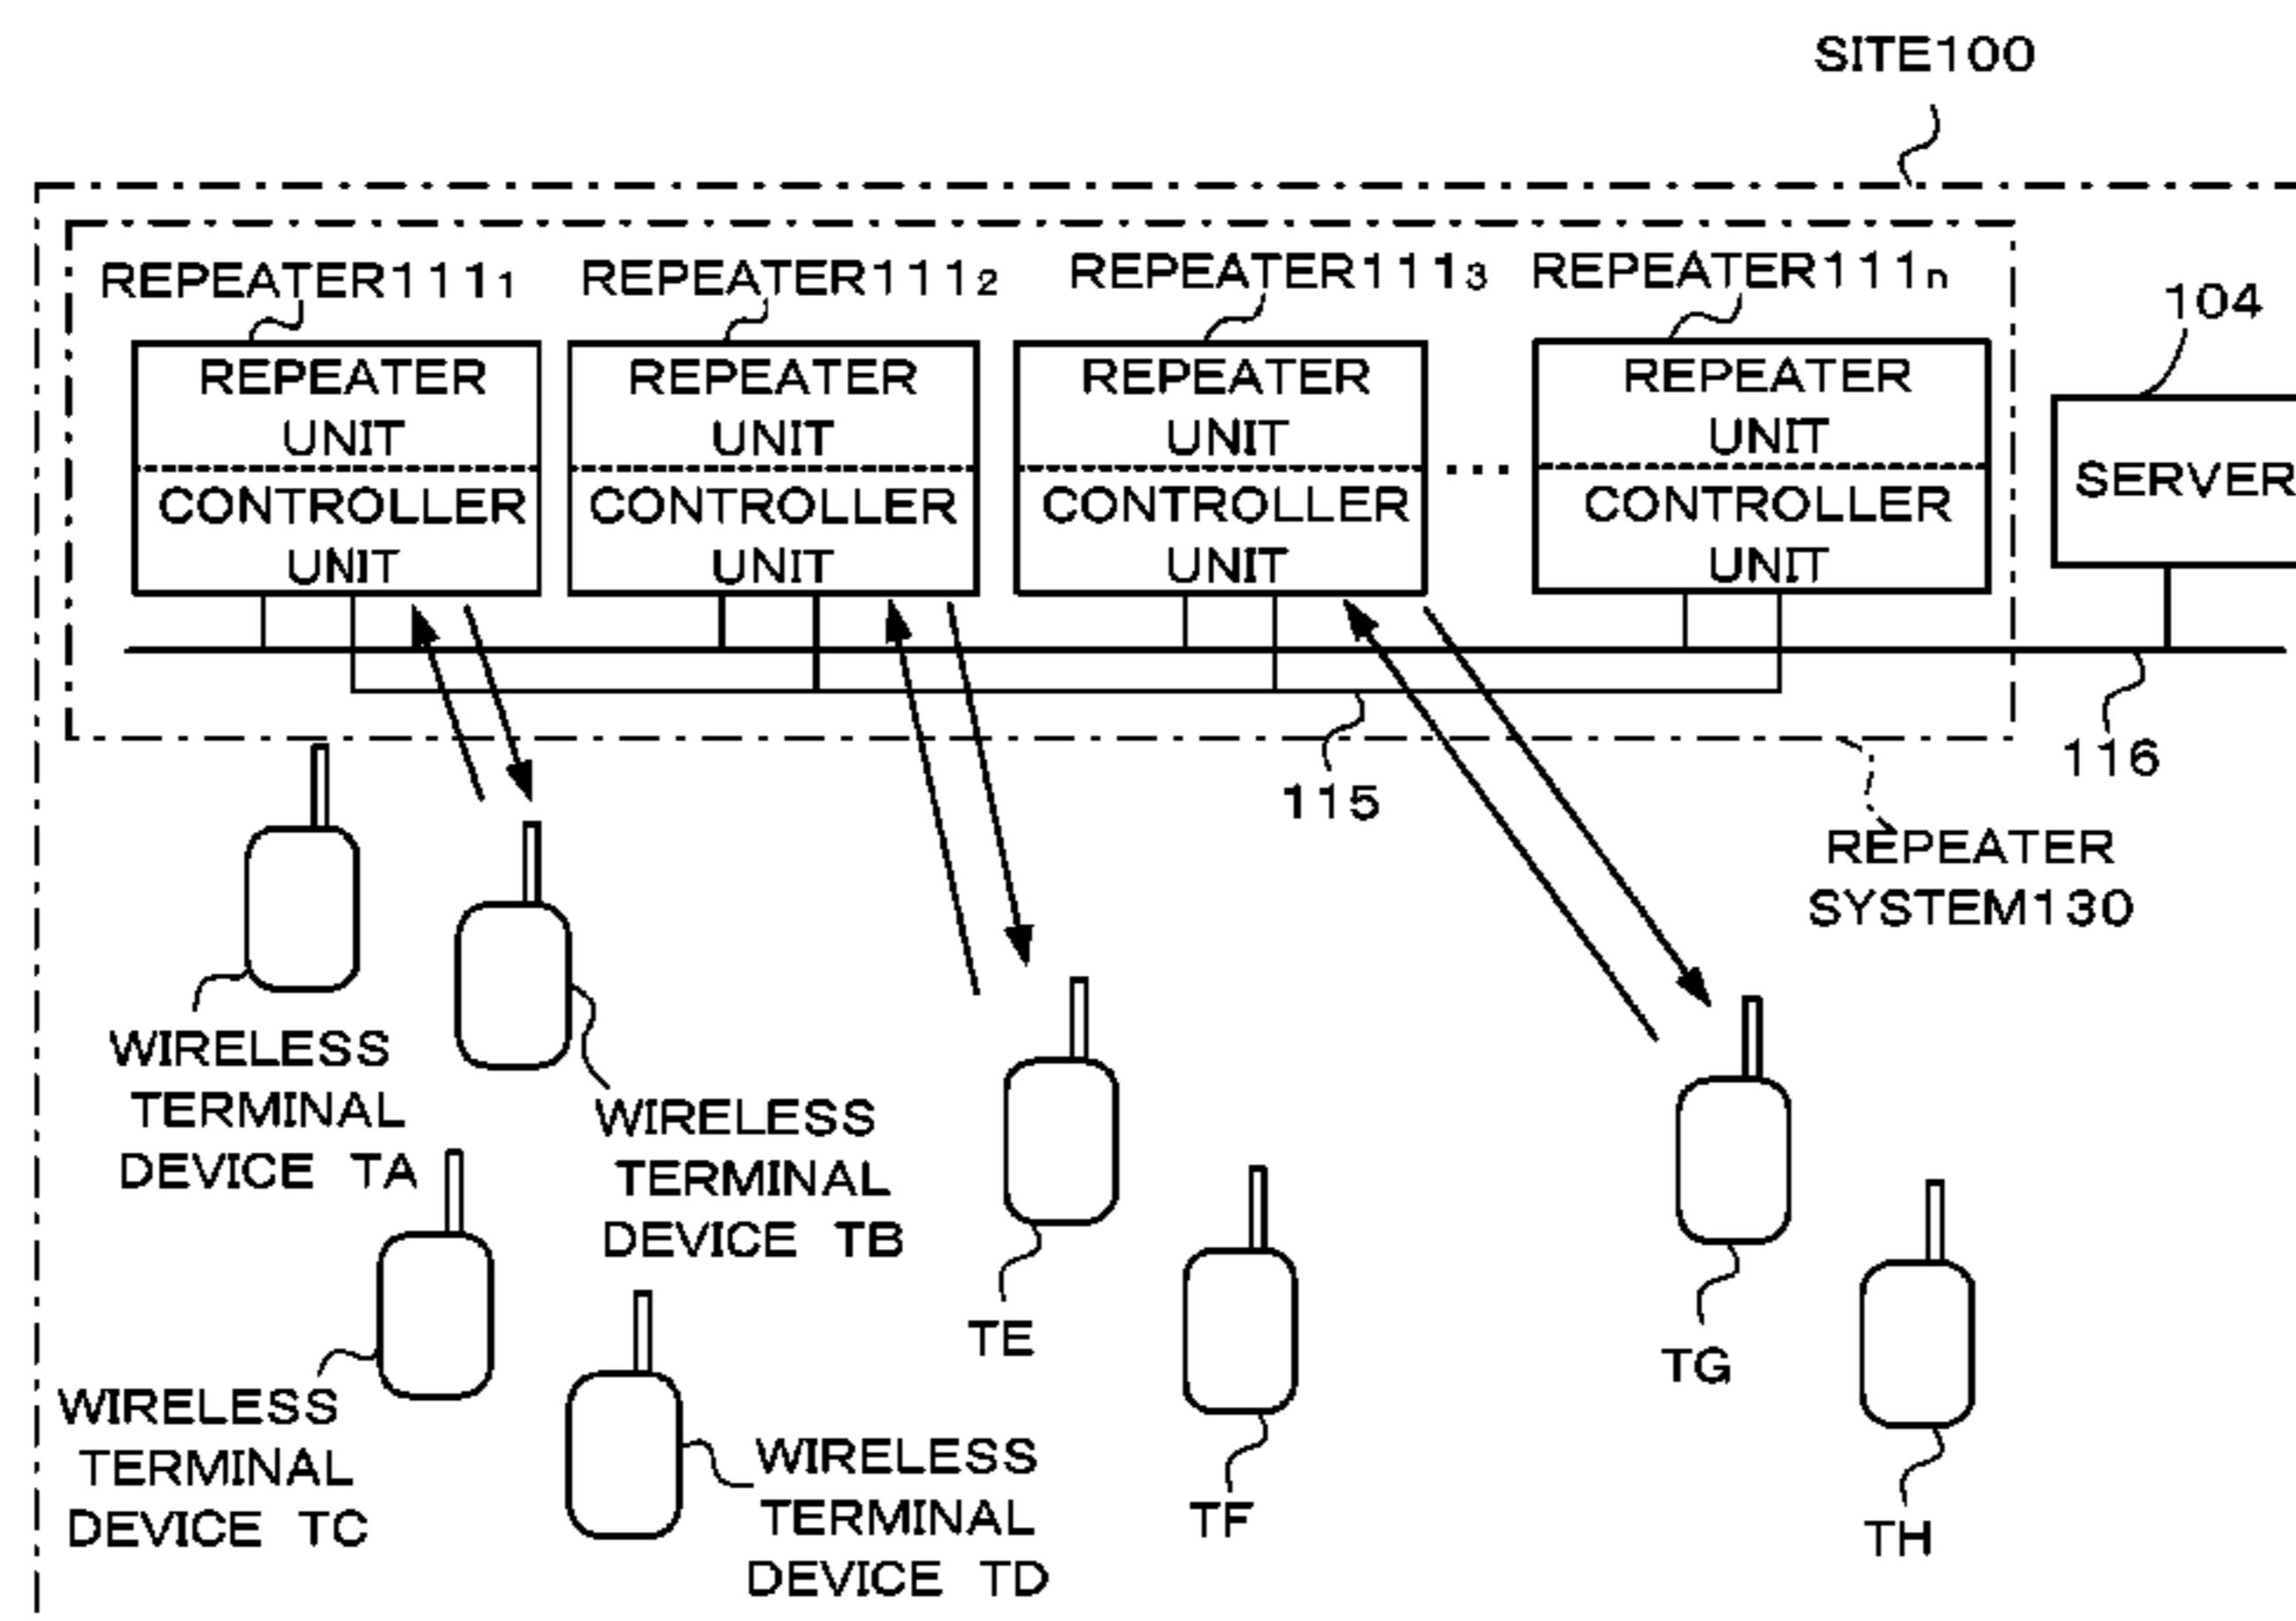 SITE100
REPEATER111₁
REPEATER111₂
REPEATER111₃
REPEATER111ₙ
104
REPEATER
UNIT
CONTROLLER
UNIT
REPEATER
UNIT
CONTROLLER
UNIT
REPEATER
UNIT
CONTROLLER
UNIT
...
REPEATER
UNIT
CONTROLLER
UNIT
SERVER
116
115
REPEATER
SYSTEM130
WIRELESS
TERMINAL
DEVICE TA
WIRELESS
TERMINAL
DEVICE TB
TE
TG
WIRELESS
TERMINAL
DEVICE TC
WIRELESS
TERMINAL
DEVICE TD
TF
TH